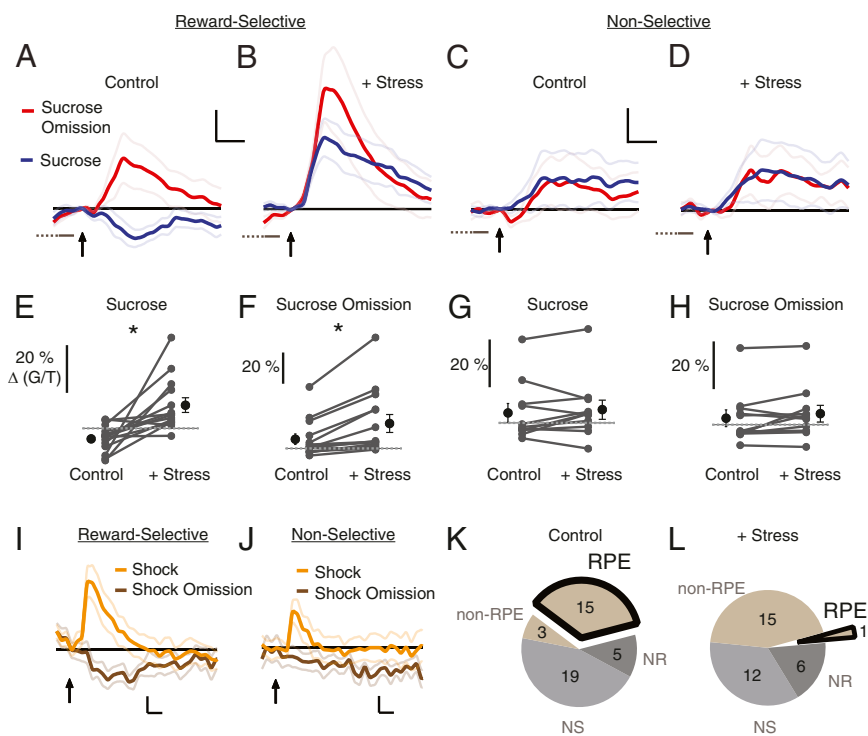 Reward-Selective
Non-Selective
A
B
C
D
Control
+ Stress
Control
+ Stress
Sucrose
Omission
Sucrose
E
Sucrose
F
Sucrose Omission
G
Sucrose
H
Sucrose Omission
*
*
20 %
Δ (G/T)
20 %
20 %
20 %
Control
+ Stress
Control
+ Stress
Control
+ Stress
Control
+ Stress
I
Reward-Selective
J
Non-Selective
K
Control
L
+ Stress
Shock
Shock Omission
Shock
Shock Omission
RPE
15
non-RPE
3
5
NR
19
NS
non-RPE
15
RPE
1
6
NR
12
NS